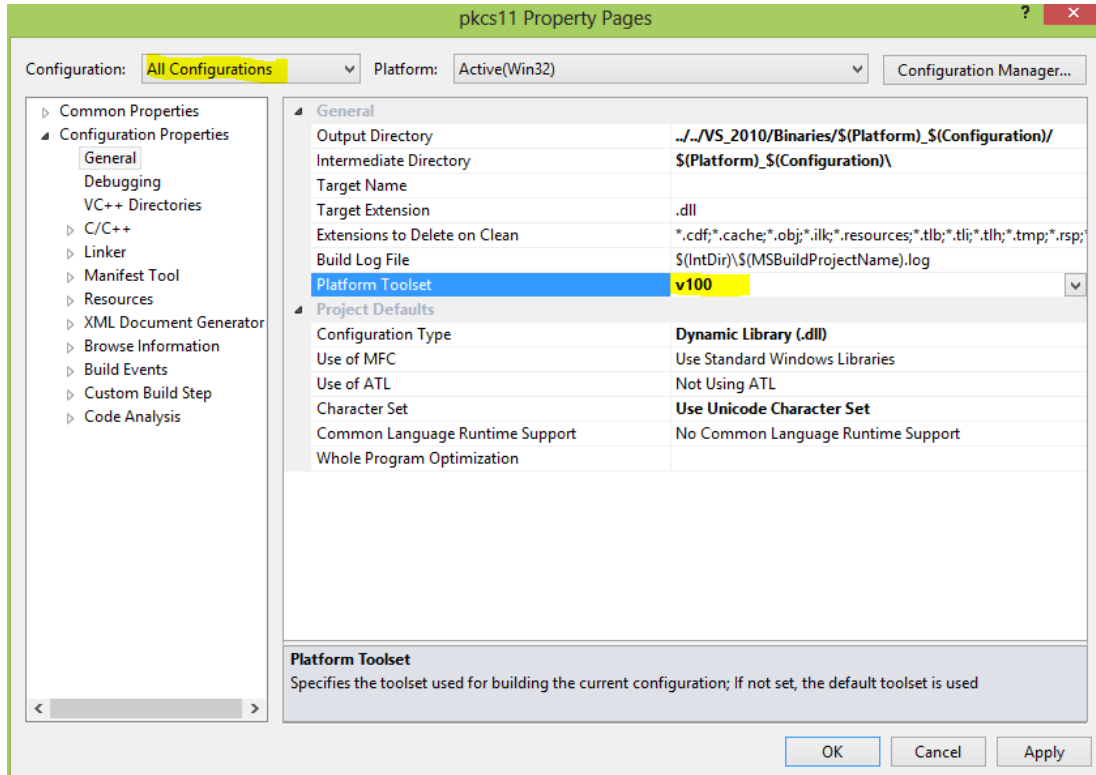 pkcs11 Property Pages
?
×
Configuration: All Configurations Platform: Active(Win32) Configuration Manager...
Common Properties
Configuration Properties
General
Debugging
VC++ Directories
C/C++
Linker
Manifest Tool
Resources
XML Document Generator
Browse Information
Build Events
Custom Build Step
Code Analysis
General
Output Directory ../../VS_2010/Binaries/$(Platform)_$(Configuration)/
Intermediate Directory $(Platform)_$(Configuration)\
Target Name
Target Extension .dll
Extensions to Delete on Clean *.cdf;*.cache;*.obj;*.ilk;*.resources;*.tlb;*.tli;*.tlh;*.tmp;*.rsp;
Build Log File $(IntDir)\$(MSBuildProjectName).log
Platform Toolset v100
Project Defaults
Configuration Type Dynamic Library (.dll)
Use of MFC Use Standard Windows Libraries
Use of ATL Not Using ATL
Character Set Use Unicode Character Set
Common Language Runtime Support No Common Language Runtime Support
Whole Program Optimization
Platform Toolset
Specifies the toolset used for building the current configuration; If not set, the default toolset is used
OK Cancel Apply